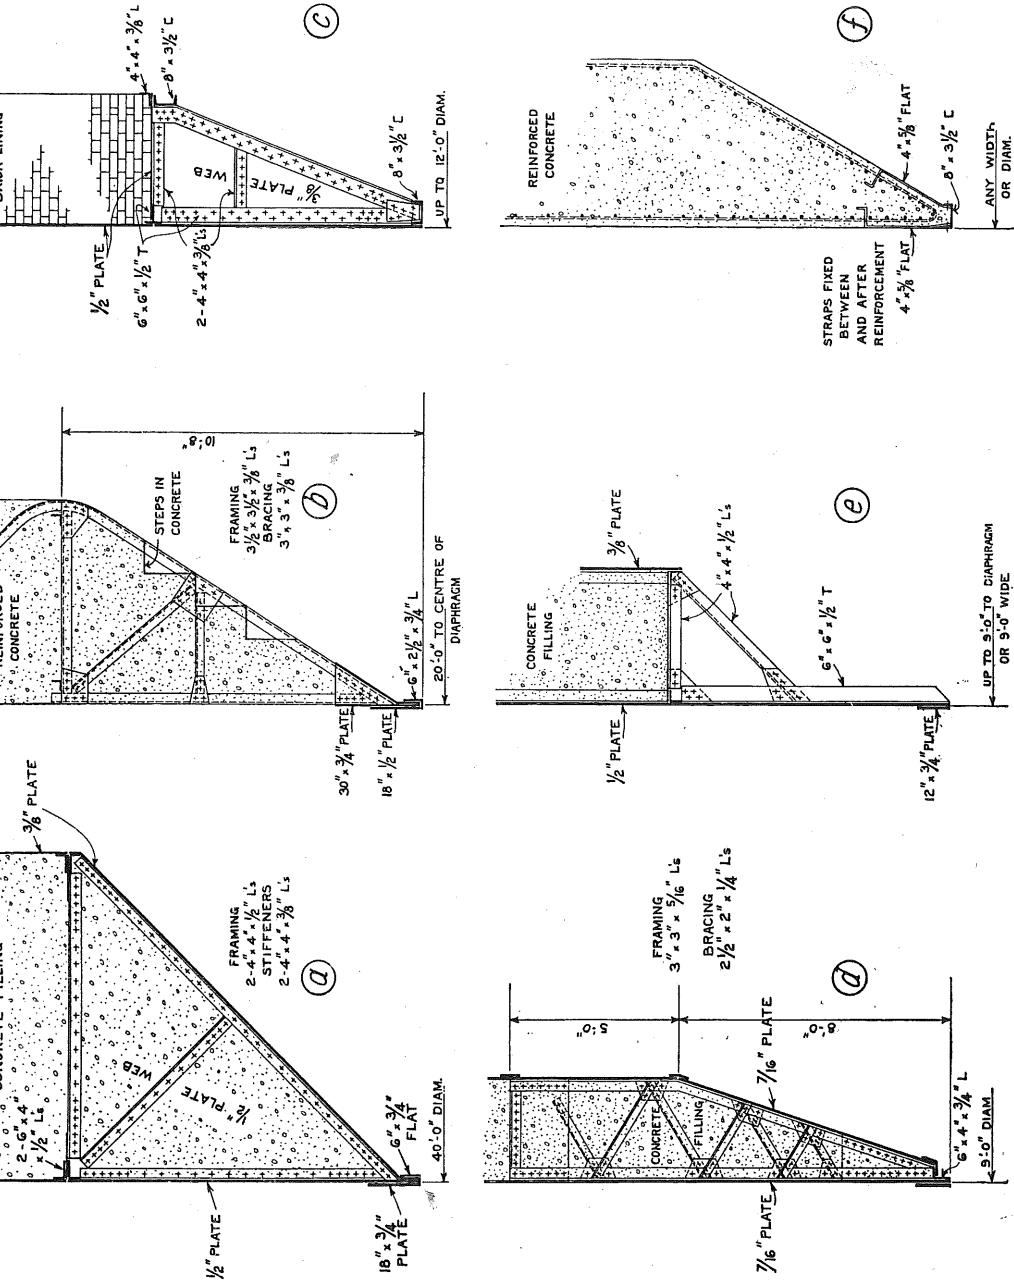 CONCRETE FILLING
3/8" PLATE
2-6" x 4"
x 1/2" L's
WEB
1/2" PLATE
1/2" PLATE
18" x 3/4"
PLATE
6" x 3/4"
FLAT
40'-0" DIAM.
FRAMING
2-4" x 4" x 1/2" L's
STIFFENERS
2-4" x 4" x 3/8" L's
a
CONCRETE
10'-8"
STEPS IN
CONCRETE
FRAMING
3 1/2" x 3 1/2" x 3/8" L's
BRACING
3" x 3" x 3/8" L's
b
30" x 3/4" PLATE
18" x 1/2" PLATE
6" x 2 1/2" x 3/4" L
20'-0" TO CENTRE OF
DIAPHRAGM
LINING
1/2" PLATE
6" x 6" x 1/2" T
2-4" x 4" x 3/8" L's
4" x 4" x 3/8" L
8" x 3 1/2" C
WEB
3/8" PLATE
8" x 3 1/2" C
UP TO 12'-0" DIAM.
c
5'-0"
8'-0"
CONCRETE
FILLING
7/16" PLATE
7/16" PLATE
6" x 4" x 3/4" L
9'-0" DIAM
FRAMING
3" x 3" x 5/16" L's
BRACING
2 1/2" x 2" x 1/4" L's
d
CONCRETE
FILLING
3/8" PLATE
1/2" PLATE
4" x 4" x 1/2" L's
6" x 6" x 1/2" T
12" x 3/4" PLATE
UP TO 9'-0" TO DIAPHRAGM
OR 9'-0" WIDE
e
REINFORCED
CONCRETE
STRAPS FIXED
BETWEEN
AND AFTER
REINFORCEMENT
4" x 5/8" FLAT
4" x 5/8" FLAT
8" x 3 1/2" C
ANY WIDTH
OR DIAM.
f